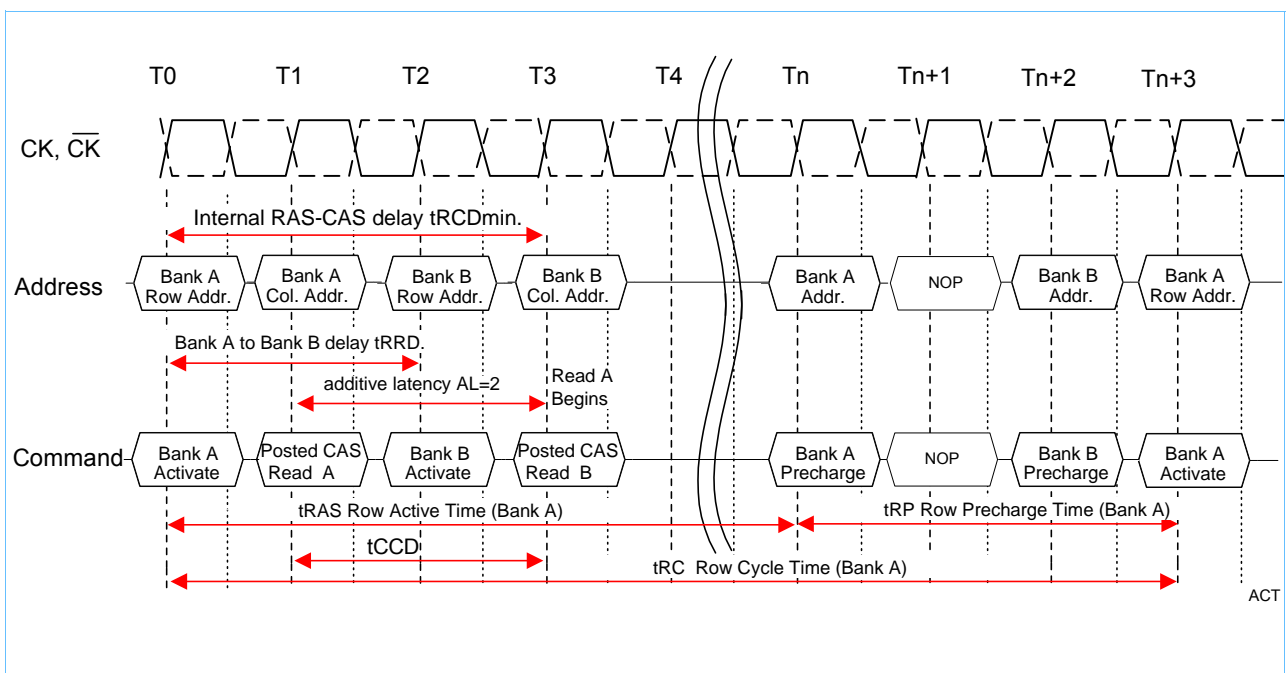 T0 T1 T2 T3 T4 Tn Tn+1 Tn+2 Tn+3
CK, C̅K̅
Internal RAS-CAS delay tRCDmin.
Address
Bank A
Row Addr.
Bank A
Col. Addr.
Bank B
Row Addr.
Bank B
Col. Addr.
Bank A
Addr.
NOP
Bank B
Addr.
Bank A
Row Addr.
Bank A to Bank B delay tRRD.
additive latency AL=2
Read A
Begins
Command
Bank A
Activate
Posted CAS
Read A
Bank B
Activate
Posted CAS
Read B
Bank A
Precharge
NOP
Bank B
Precharge
Bank A
Activate
tRAS Row Active Time (Bank A)
tRP Row Precharge Time (Bank A)
tCCD
tRC Row Cycle Time (Bank A)
ACT